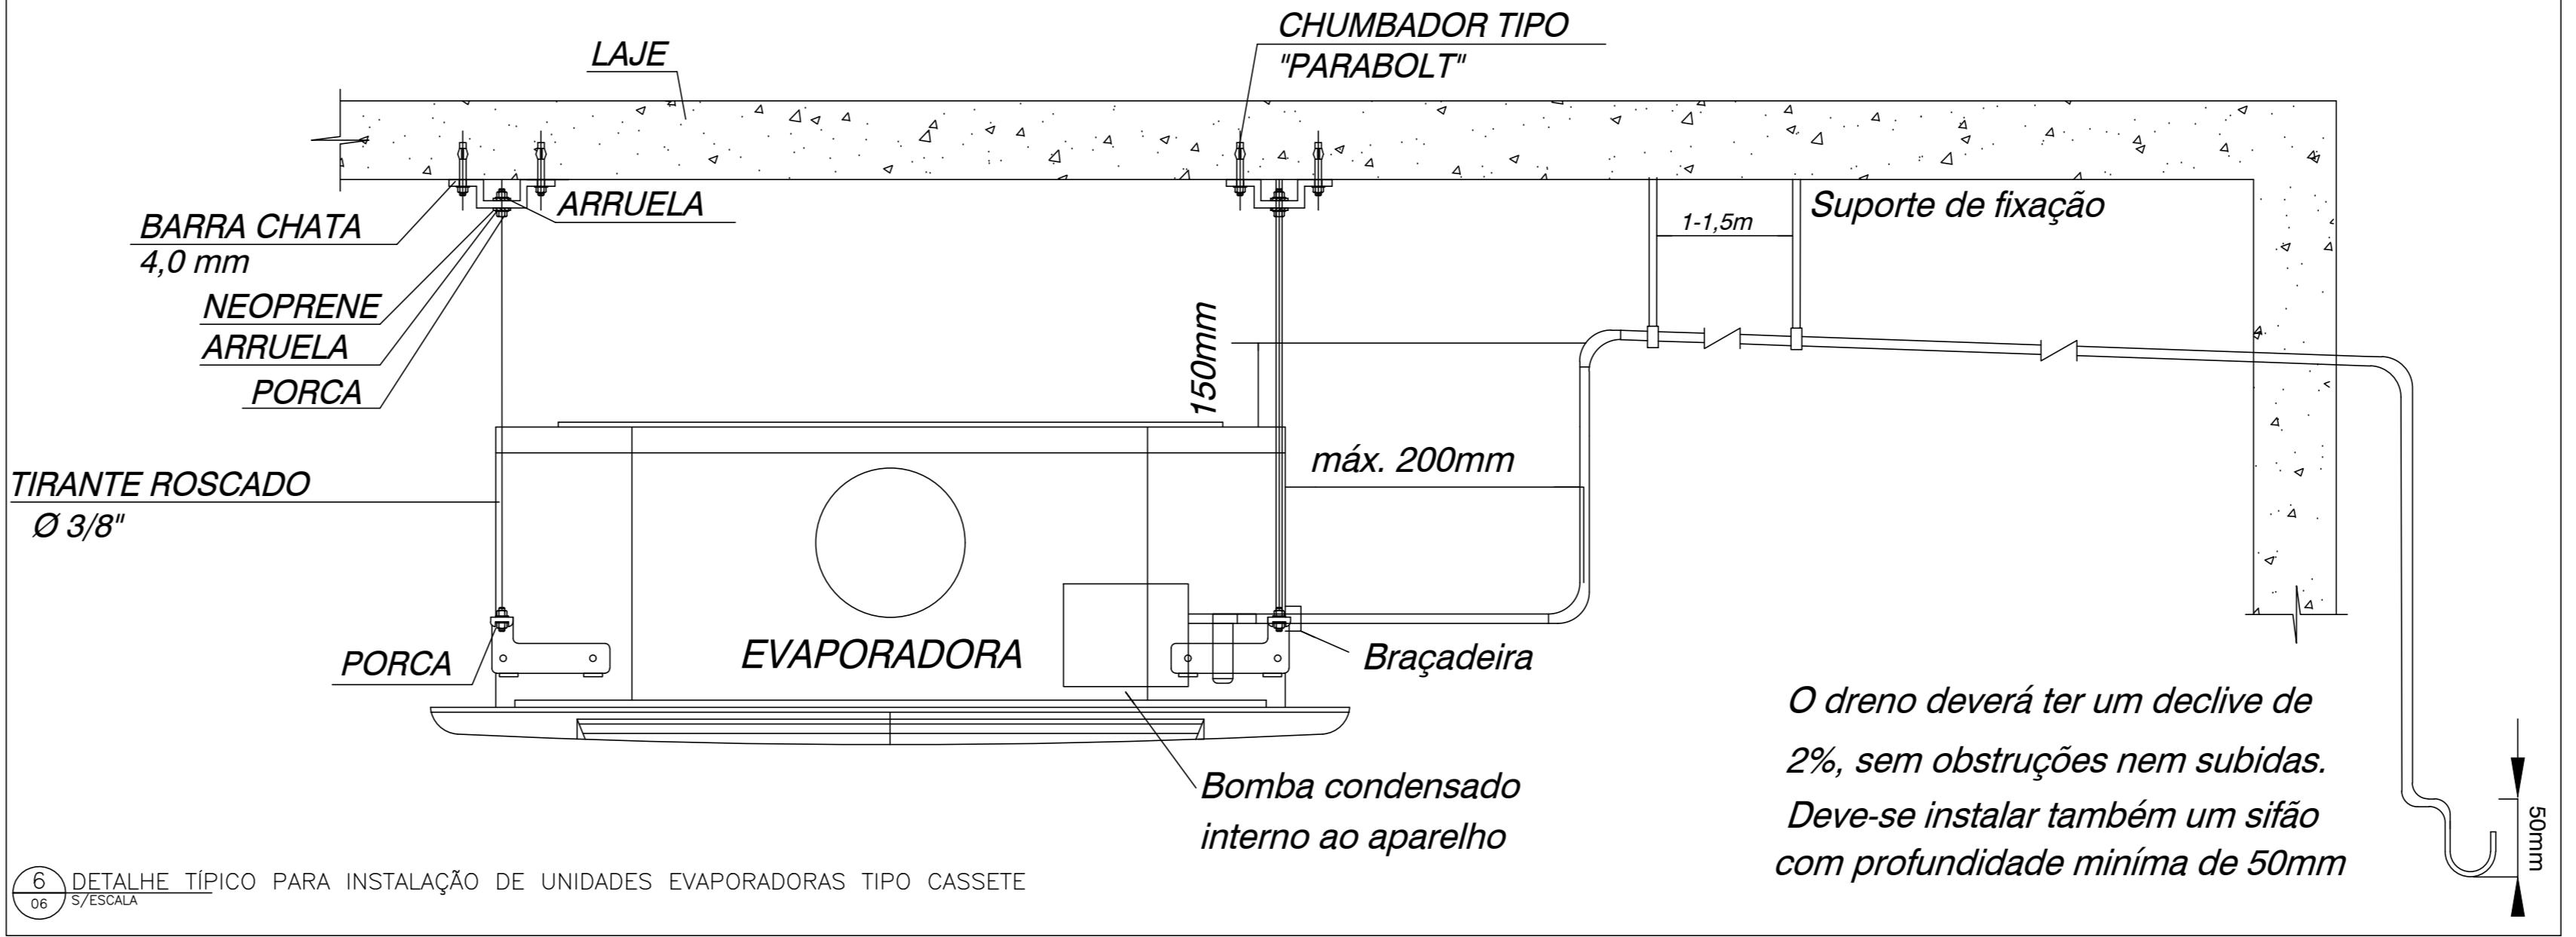 CHUMBADOR TIPO
"PARABOLT"
LAJE
ARRUELA
BARRA CHATA
4,0 mm
NEOPRENE
ARRUELA
PORCA
Suporte de fixação
1-1,5m
150mm
máx. 200mm
TIRANTE ROSCADO
Ø 3/8"
PORCA
EVAPORADORA
Braçadeira
Bomba condensado
interno ao aparelho
O dreno deverá ter um declive de
2%, sem obstruções nem subidas.
Deve-se instalar também um sifão
com profundidade miníma de 50mm
50mm
6
06
DETALHE TÍPICO PARA INSTALAÇÃO DE UNIDADES EVAPORADORAS TIPO CASSETE
S/ESCALA